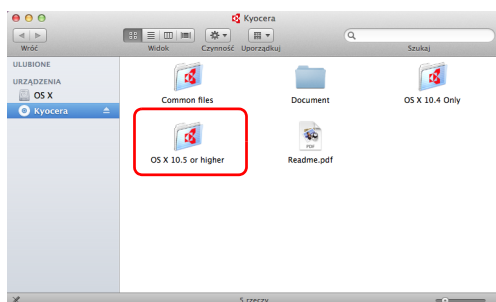 Kyocera
Wróć Widok Czynność Uporządkuj Szukaj
ULUBIONE
URZĄDZENIA
OS X
Kyocera
Common files Document OS X 10.4 Only
OS X 10.5 or higher Readme.pdf
PDF
5 rzeczy